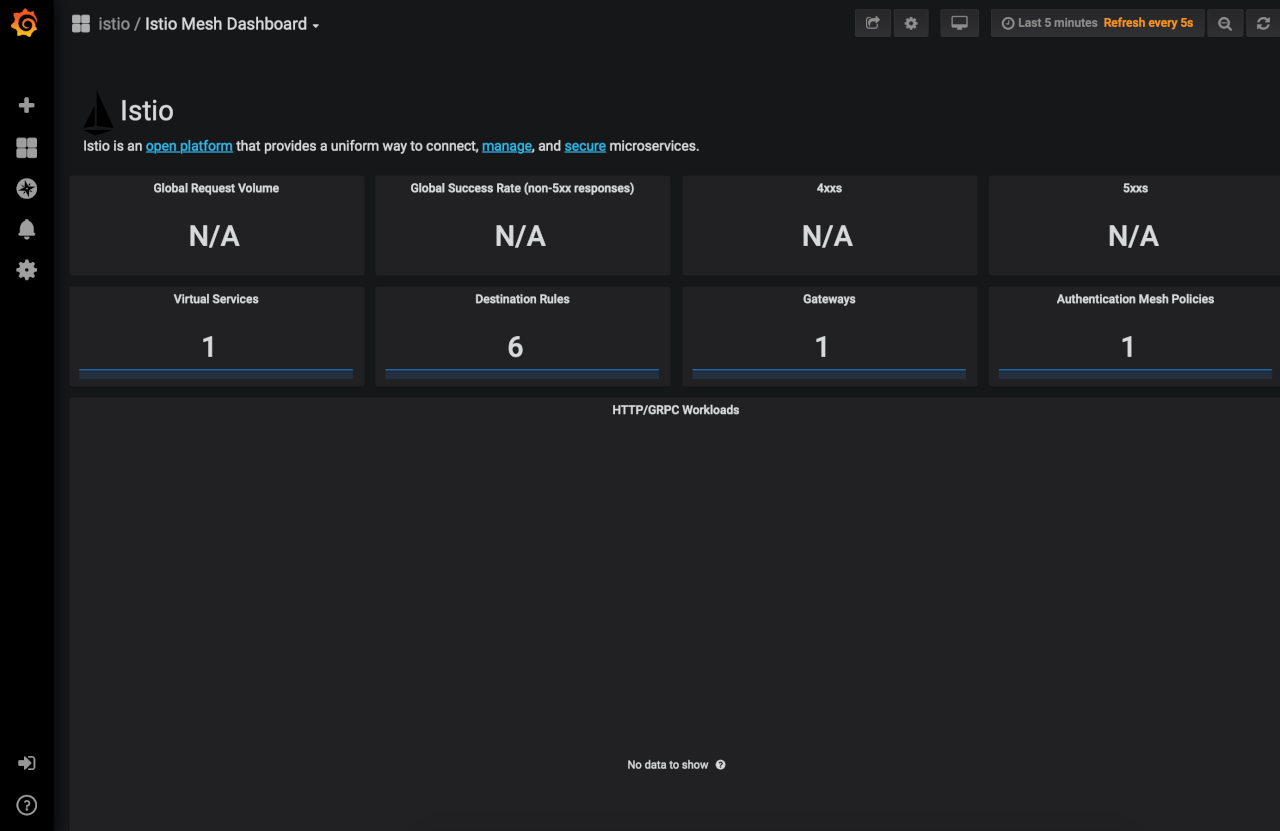 istio / Istio Mesh Dashboard
Last 5 minutes Refresh every 5s
Istio
Istio is an open platform that provides a uniform way to connect, manage, and secure microservices.
Global Request Volume
N/A
Global Success Rate (non-5xx responses)
N/A
4xxs
N/A
5xxs
N/A
Virtual Services
1
Destination Rules
6
Gateways
1
Authentication Mesh Policies
1
HTTP/GRPC Workloads
No data to show